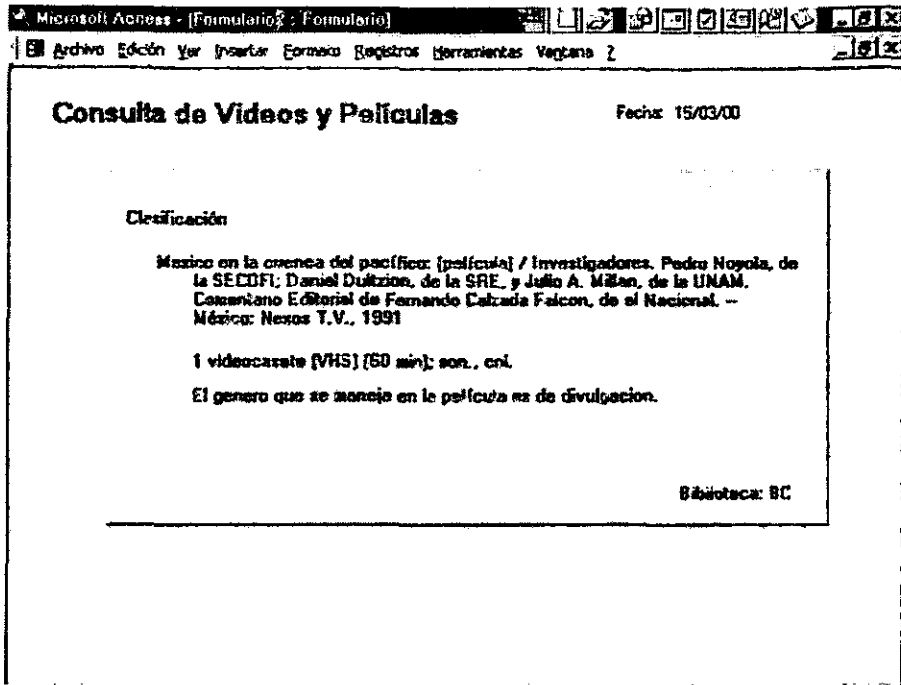 Microsoft Access - [Formulario8 : Formulario]
Archivo Edición Ver Insertar Formato Registros Herramientas Ventana ?
Consulta de Videos y Películas
Fecha: 15/03/00
Clasificación
Mexico en la cuenca del pacífico: [película] / Investigadores, Pedro Noyola, de
la SECOFI; Daniel Dultzion, de la SRE, y Julio A. Millan, de la UNAM.
Comentario Editorial de Fernando Calzada Falcon, de el Nacional. --
México: Nexos T.V., 1991
1 videocasete [VHS] (60 min); son., col.
El genero que se maneja en la película es de divulgacion.
Biblioteca: BC